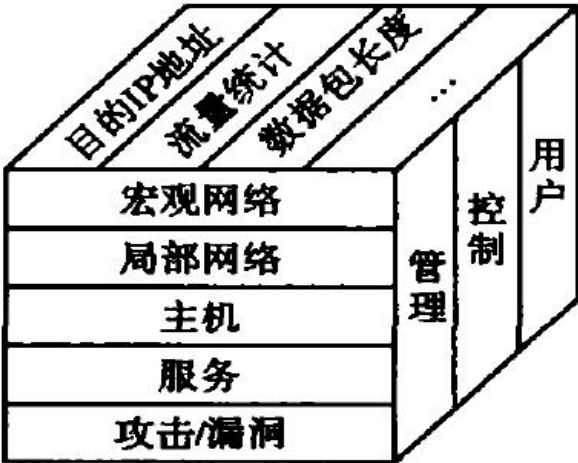 目的IP地址
流量统计
数据包长度
…
宏观网络
局部网络
主机
服务
攻击/漏洞
管理
控制
用户